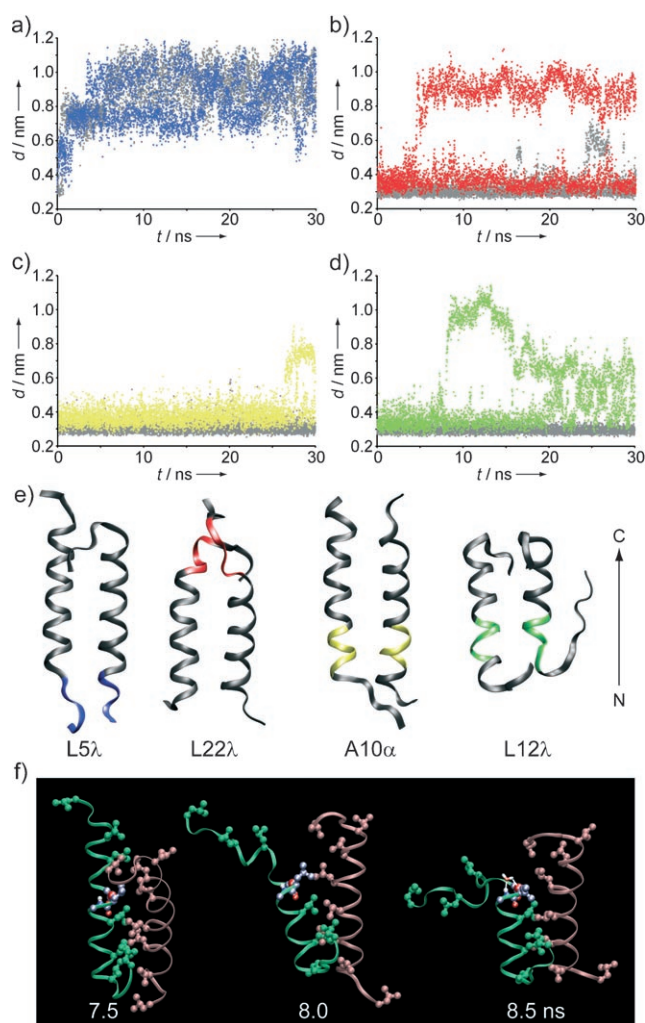 a) b)
1.2 1.2
1.0 1.0
d / nm → d / nm →
0.8 0.8
0.6 0.6
0.4 0.4
0.2 0.2
0 10 20 30 0 10 20 30
t / ns → t / ns →
c) d)
1.2 1.2
1.0 1.0
d / nm → d / nm →
0.8 0.8
0.6 0.6
0.4 0.4
0.2 0.2
0 10 20 30 0 10 20 30
t / ns → t / ns →
e)
C
N
L5λ L22λ A10α L12λ
f)
7.5 8.0 8.5 ns